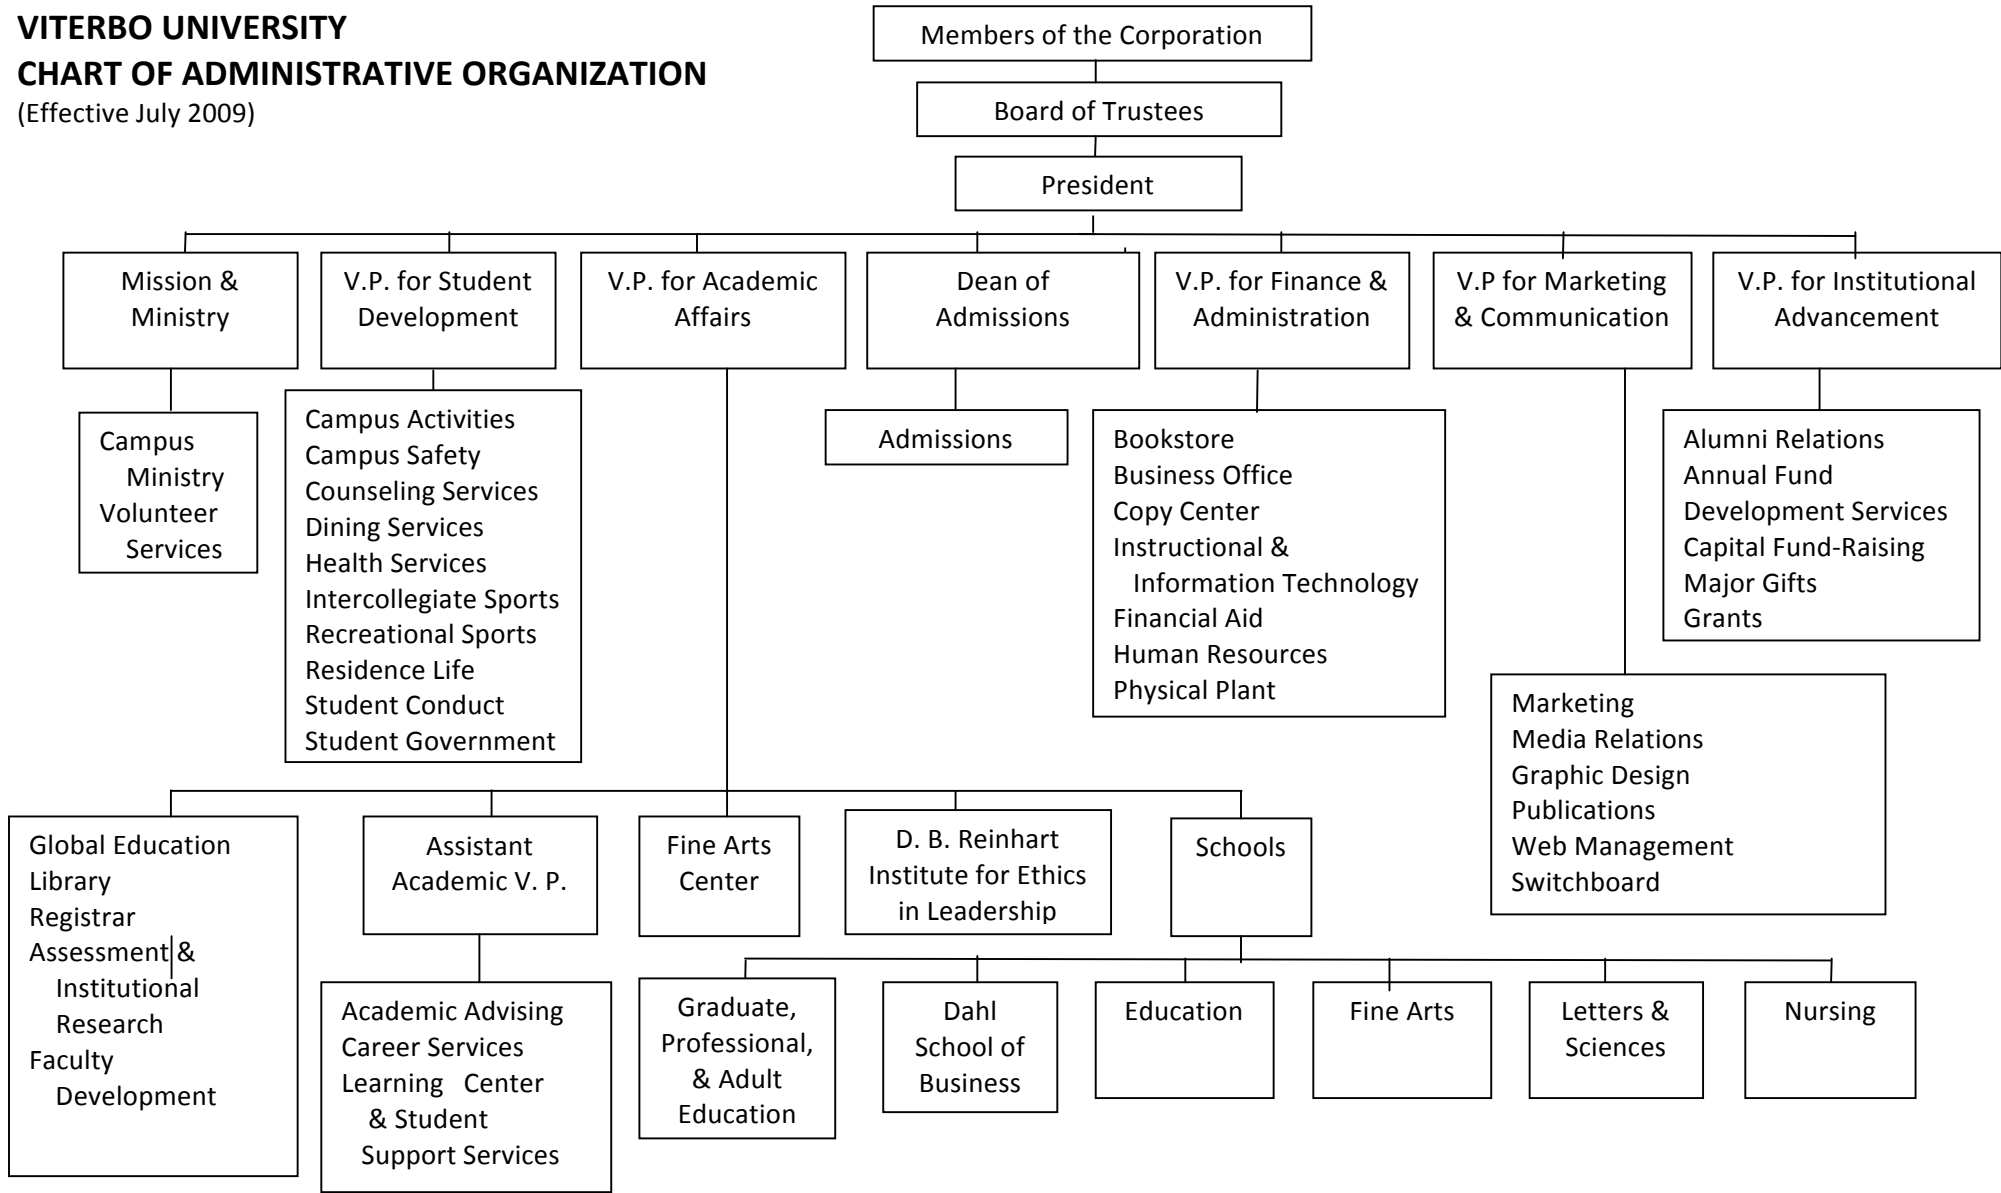 VITERBO UNIVERSITY
CHART OF ADMINISTRATIVE ORGANIZATION
(Effective July 2009)
Members of the Corporation
Board of Trustees
President
Mission &
Ministry
V.P. for Student
Development
V.P. for Academic
Affairs
Dean of
Admissions
V.P. for Finance &
Administration
V.P for Marketing
& Communication
V.P. for Institutional
Advancement
Campus
Ministry
Volunteer
Services
Campus Activities
Campus Safety
Counseling Services
Dining Services
Health Services
Intercollegiate Sports
Recreational Sports
Residence Life
Student Conduct
Student Government
Admissions
Bookstore
Business Office
Copy Center
Instructional &
Information Technology
Financial Aid
Human Resources
Physical Plant
Alumni Relations
Annual Fund
Development Services
Capital Fund-Raising
Major Gifts
Grants
Marketing
Media Relations
Graphic Design
Publications
Web Management
Switchboard
Global Education
Library
Registrar
Assessment &
Institutional
Research
Faculty
Development
Assistant
Academic V. P.
Fine Arts
Center
D. B. Reinhart
Institute for Ethics
in Leadership
Schools
Academic Advising
Career Services
Learning Center
& Student
Support Services
Graduate,
Professional,
& Adult
Education
Dahl
School of
Business
Education
Fine Arts
Letters &
Sciences
Nursing